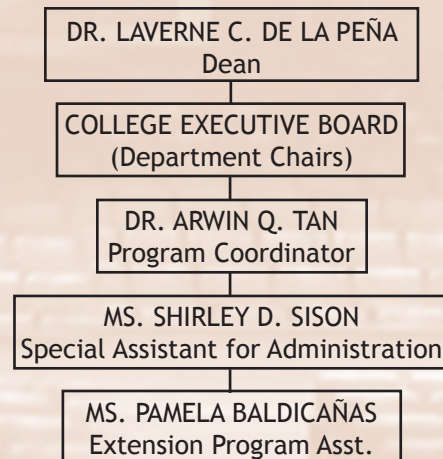 DR. LAVERNE C. DE LA PEÑA
Dean
COLLEGE EXECUTIVE BOARD
(Department Chairs)
DR. ARWIN Q. TAN
Program Coordinator
MS. SHIRLEY D. SISON
Special Assistant for Administration
MS. PAMELA BALDICAÑAS
Extension Program Asst.